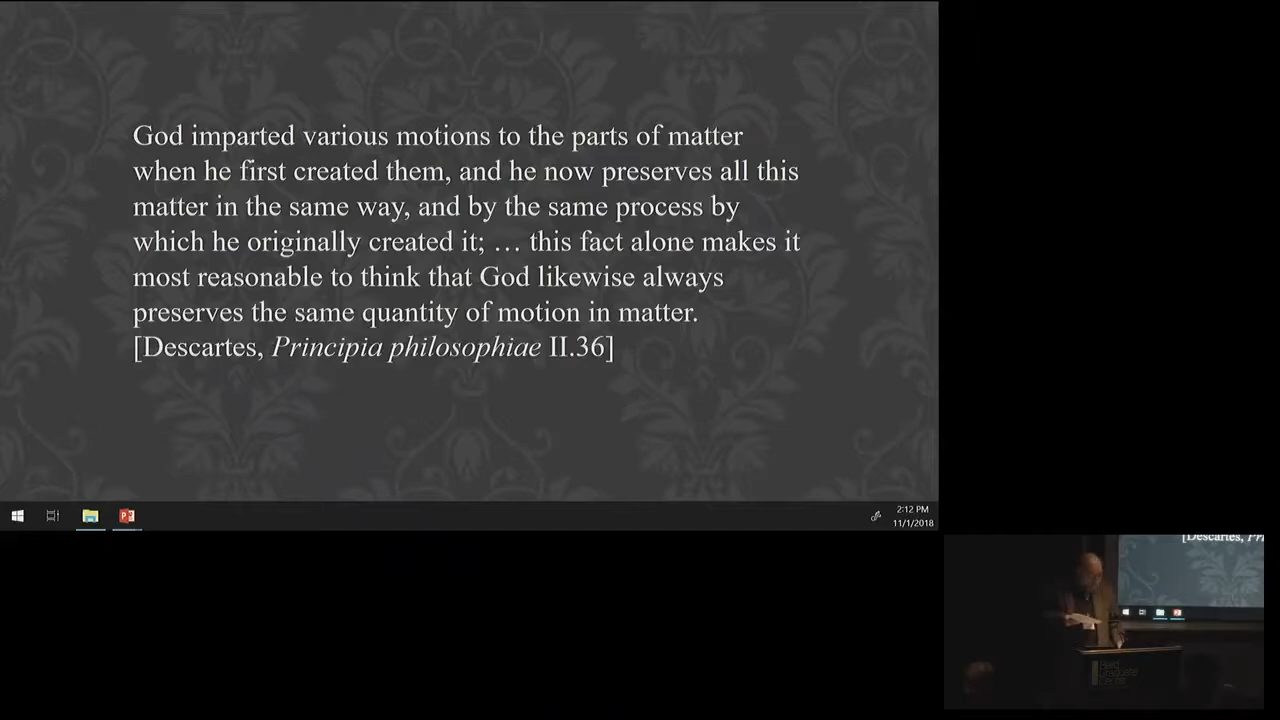 God imparted various motions to the parts of matter
when he first created them, and he now preserves all this
matter in the same way, and by the same process by
which he originally created it; … this fact alone makes it
most reasonable to think that God likewise always
preserves the same quantity of motion in matter.
[Descartes, Principia philosophiae II.36]
2:12 PM
11/1/2018
[Descartes, Pri
Graduate